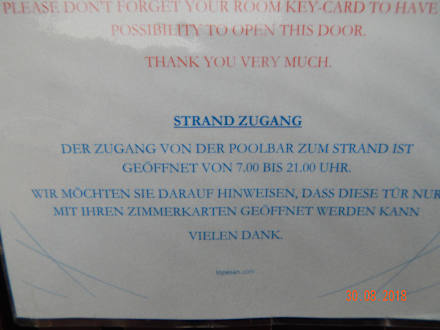 PLEASE DON'T FORGET YOUR ROOM KEY-CARD TO HAVE
POSSIBILITY TO OPEN THIS DOOR.
THANK YOU VERY MUCH.
STRAND ZUGANG
DER ZUGANG VON DER POOLBAR ZUM STRAND IST
GEÖFFNET VON 7.00 BIS 21.00 UHR.
WIR MÖCHTEN SIE DARAUF HINWEISEN, DASS DIESE TÜR NUR
MIT IHREN ZIMMERKARTEN GEÖFFNET WERDEN KANN
VIELEN DANK.
lopesan.com